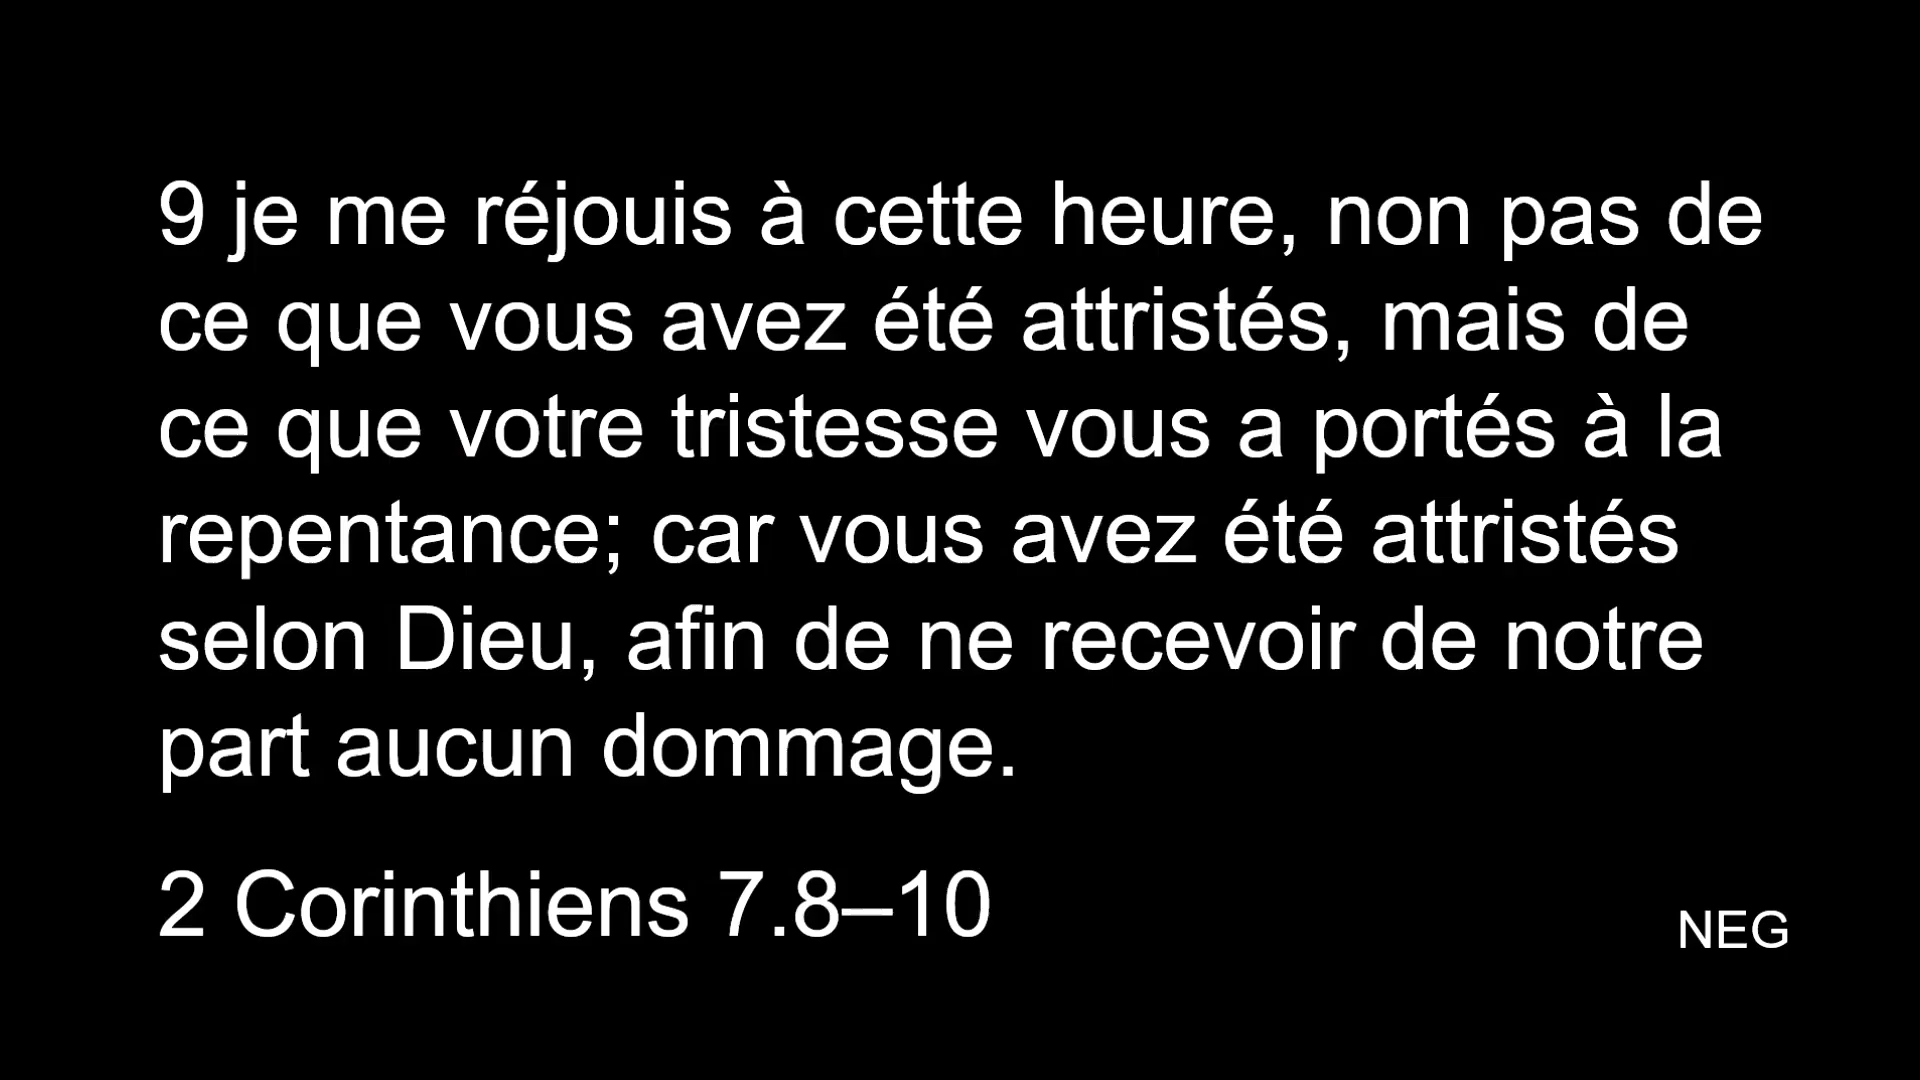 9 je me réjouis à cette heure, non pas de
ce que vous avez été attristés, mais de
ce que votre tristesse vous a portés à la
repentance; car vous avez été attristés
selon Dieu, afin de ne recevoir de notre
part aucun dommage.
2 Corinthiens 7.8–10
NEG